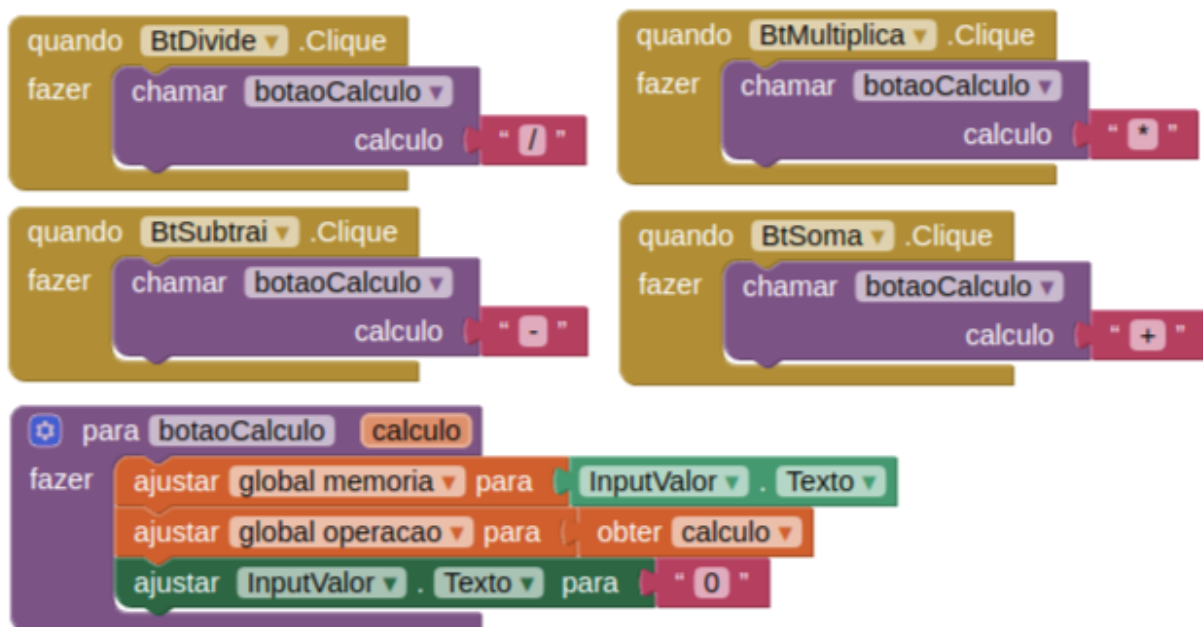 quando BtDivide .Clique
fazer chamar botaoCalculo
calculo " / "
quando BtMultiplica .Clique
fazer chamar botaoCalculo
calculo " * "
quando BtSubtrai .Clique
fazer chamar botaoCalculo
calculo " - "
quando BtSoma .Clique
fazer chamar botaoCalculo
calculo " + "
para botaoCalculo calculo
fazer ajustar global memoria para InputValor . Texto
ajustar global operacao para obter calculo
ajustar InputValor . Texto para " 0 "